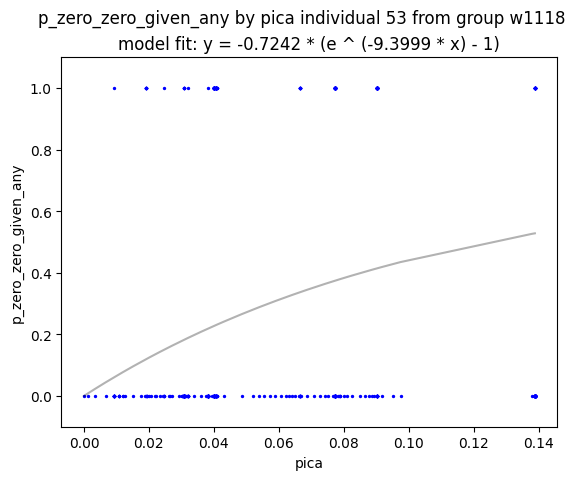 p_zero_zero_given_any by pica individual 53 from group w1118
model fit: y = -0.7242 * (e ^ (-9.3999 * x) - 1)
p_zero_zero_given_any
1.0
0.8
0.6
0.4
0.2
0.0
0.00 0.02 0.04 0.06 0.08 0.10 0.12 0.14
pica